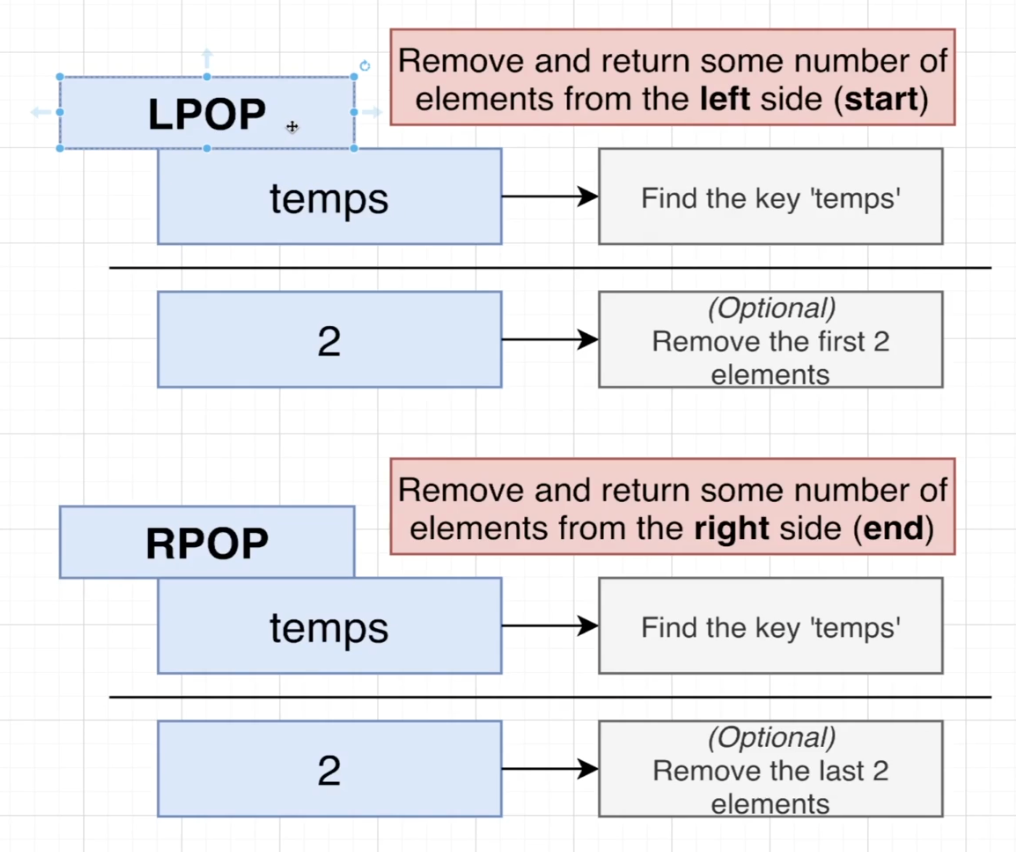 Remove and return some number of
elements from the left side (start)
LPOP
temps
Find the key 'temps'
2
(Optional)
Remove the first 2
elements
Remove and return some number of
elements from the right side (end)
RPOP
temps
Find the key 'temps'
2
(Optional)
Remove the last 2
elements